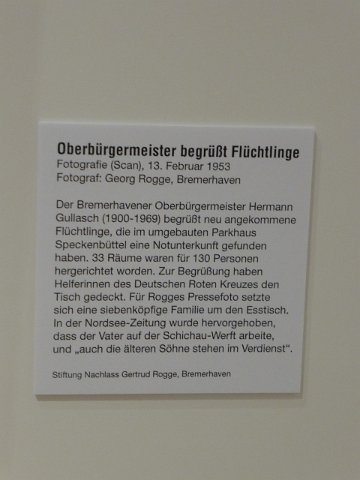 Oberbürgermeister begrüßt Flüchtlinge
Fotografie (Scan), 13. Februar 1953
Fotograf: Georg Rogge, Bremerhaven
Der Bremerhavener Oberbürgermeister Hermann
Gullasch (1900-1969) begrüßt neu angekommene
Flüchtlinge, die im umgebauten Parkhaus
Speckenbüttel eine Notunterkunft gefunden
haben. 33 Räume waren für 130 Personen
hergerichtet worden. Zur Begrüßung haben
Helferinnen des Deutschen Roten Kreuzes den
Tisch gedeckt. Für Rogges Pressefoto setzte
sich eine siebenköpfige Familie um den Esstisch.
In der Nordsee-Zeitung wurde hervorgehoben,
dass der Vater auf der Schichau-Werft arbeite,
und „auch die älteren Söhne stehen im Verdienst“.
Stiftung Nachlass Gertrud Rogge, Bremerhaven